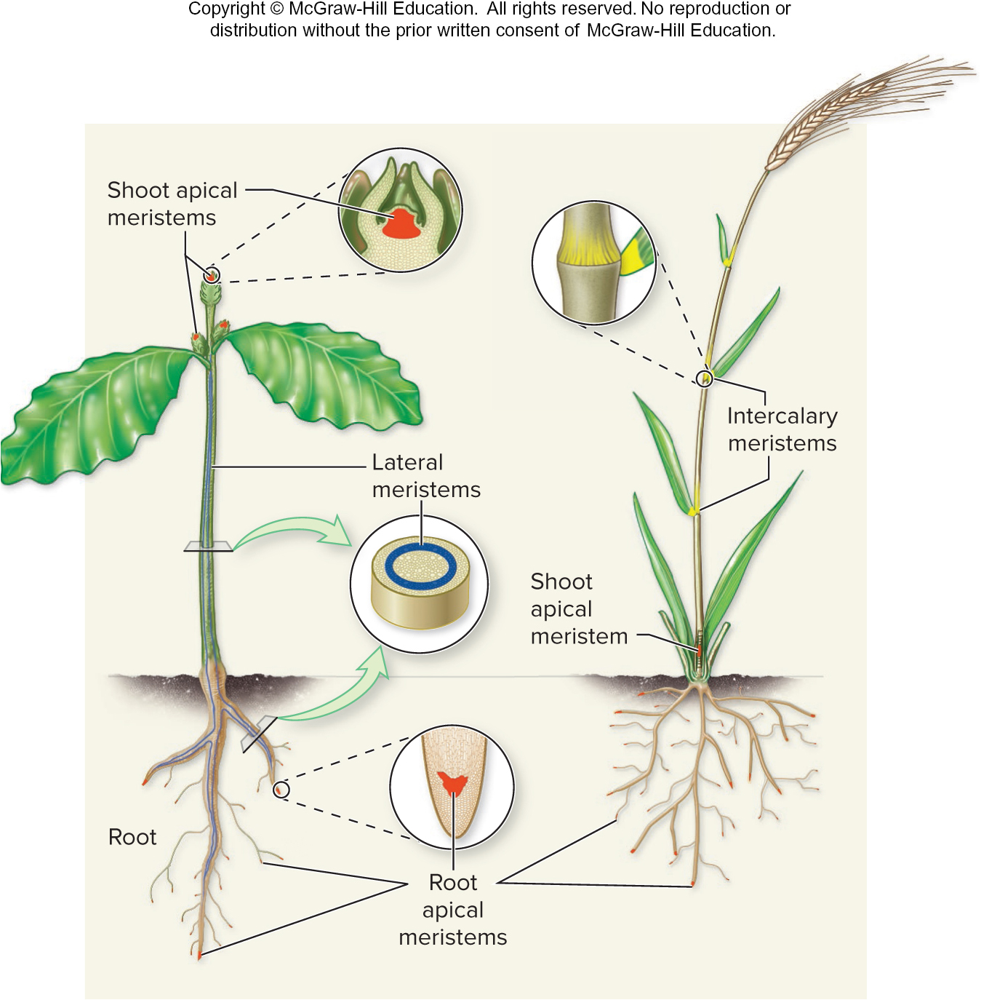 Copyright © McGraw-Hill Education. All rights reserved. No reproduction or
distribution without the prior written consent of McGraw-Hill Education.
Shoot apical
meristems
Intercalary
meristems
Lateral
meristems
Shoot
apical
meristem
Root
Root
apical
meristems